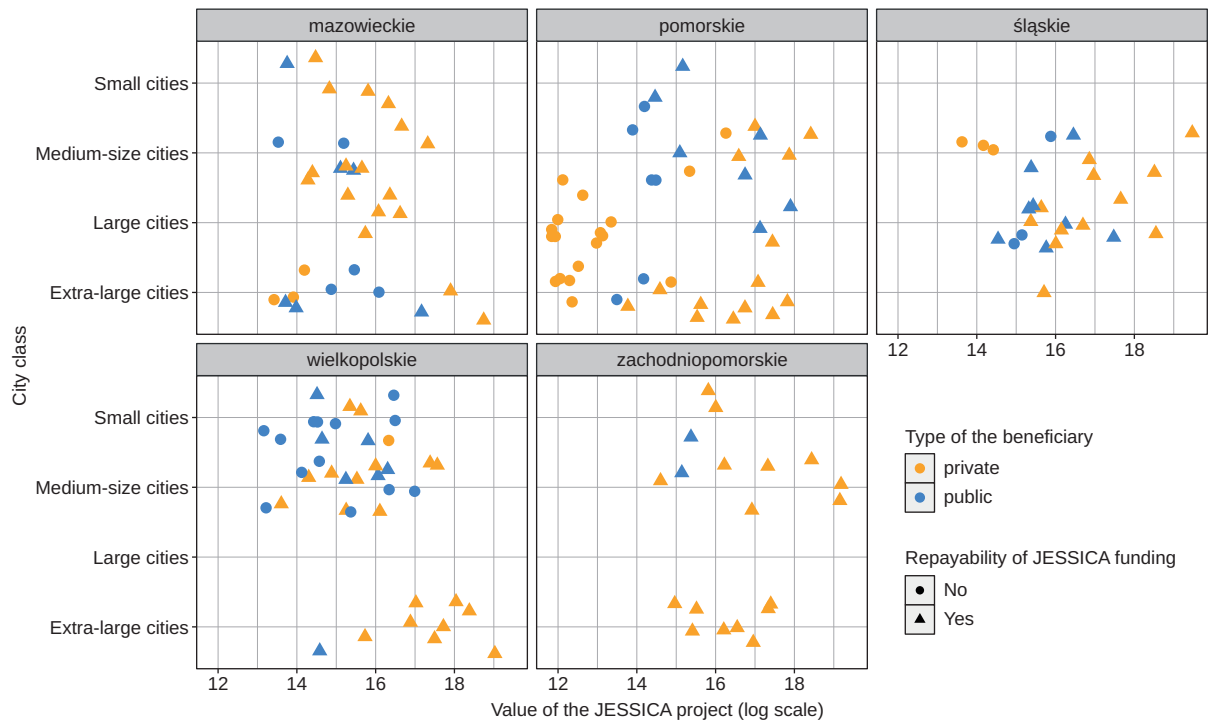 mazowieckie
pomorskie
śląskie
Small cities
Medium-size cities
Large cities
Extra-large cities
12 14 16 18
wielkopolskie
zachodniopomorskie
City class
Small cities
Medium-size cities
Large cities
Extra-large cities
12 14 16 18
12 14 16 18
Value of the JESSICA project (log scale)
Type of the beneficiary
private
public
Repayability of JESSICA funding
No
Yes